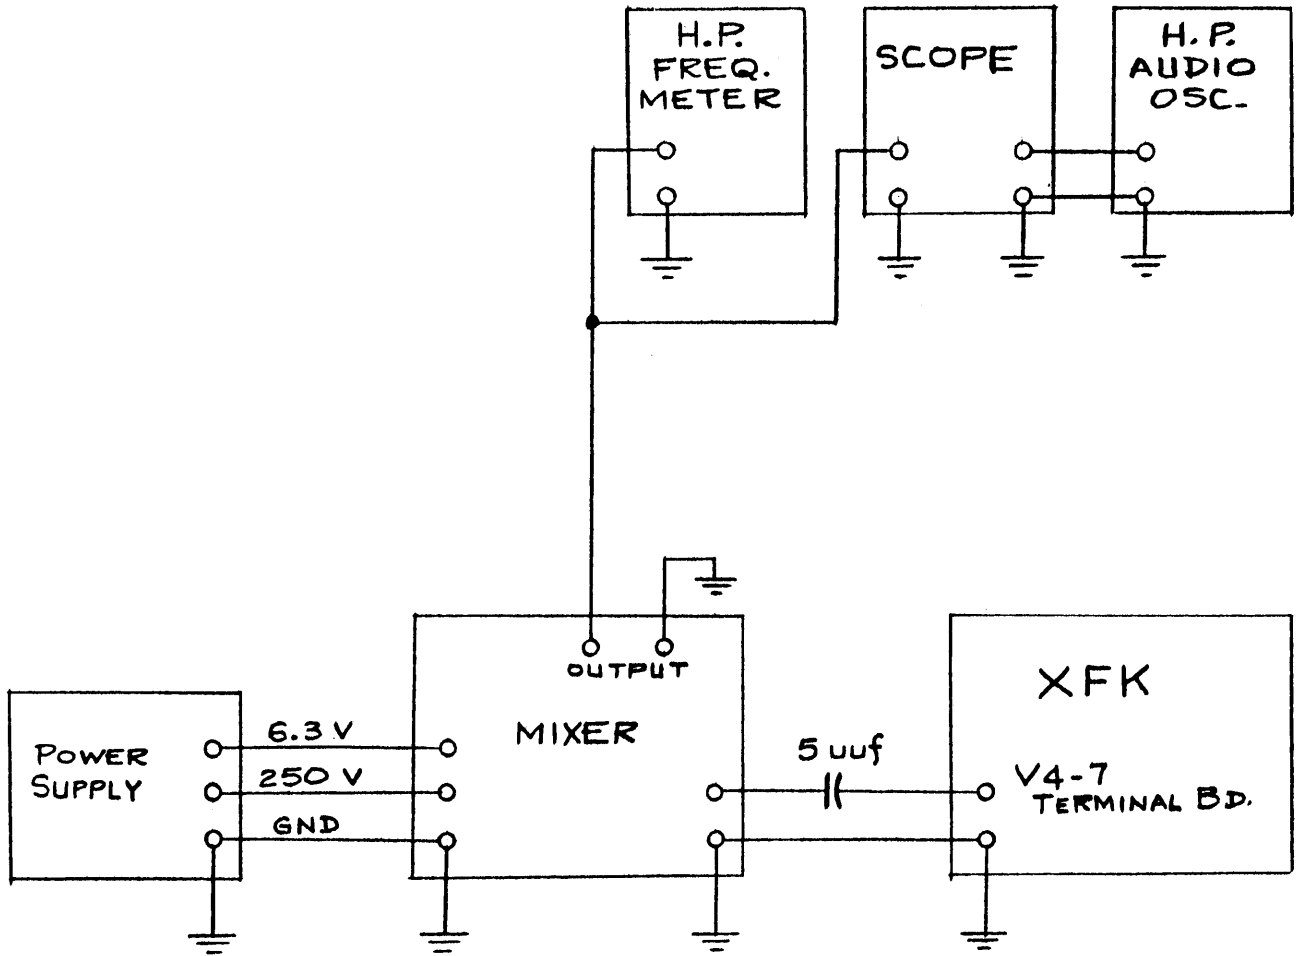 H.P.
FREQ.
METER
SCOPE
H.P.
AUDIO
OSC.
OUTPUT
MIXER
XFK
POWER
SUPPLY
6.3 V
250 V
GND
5 uuf
V4-7
TERMINAL BD.